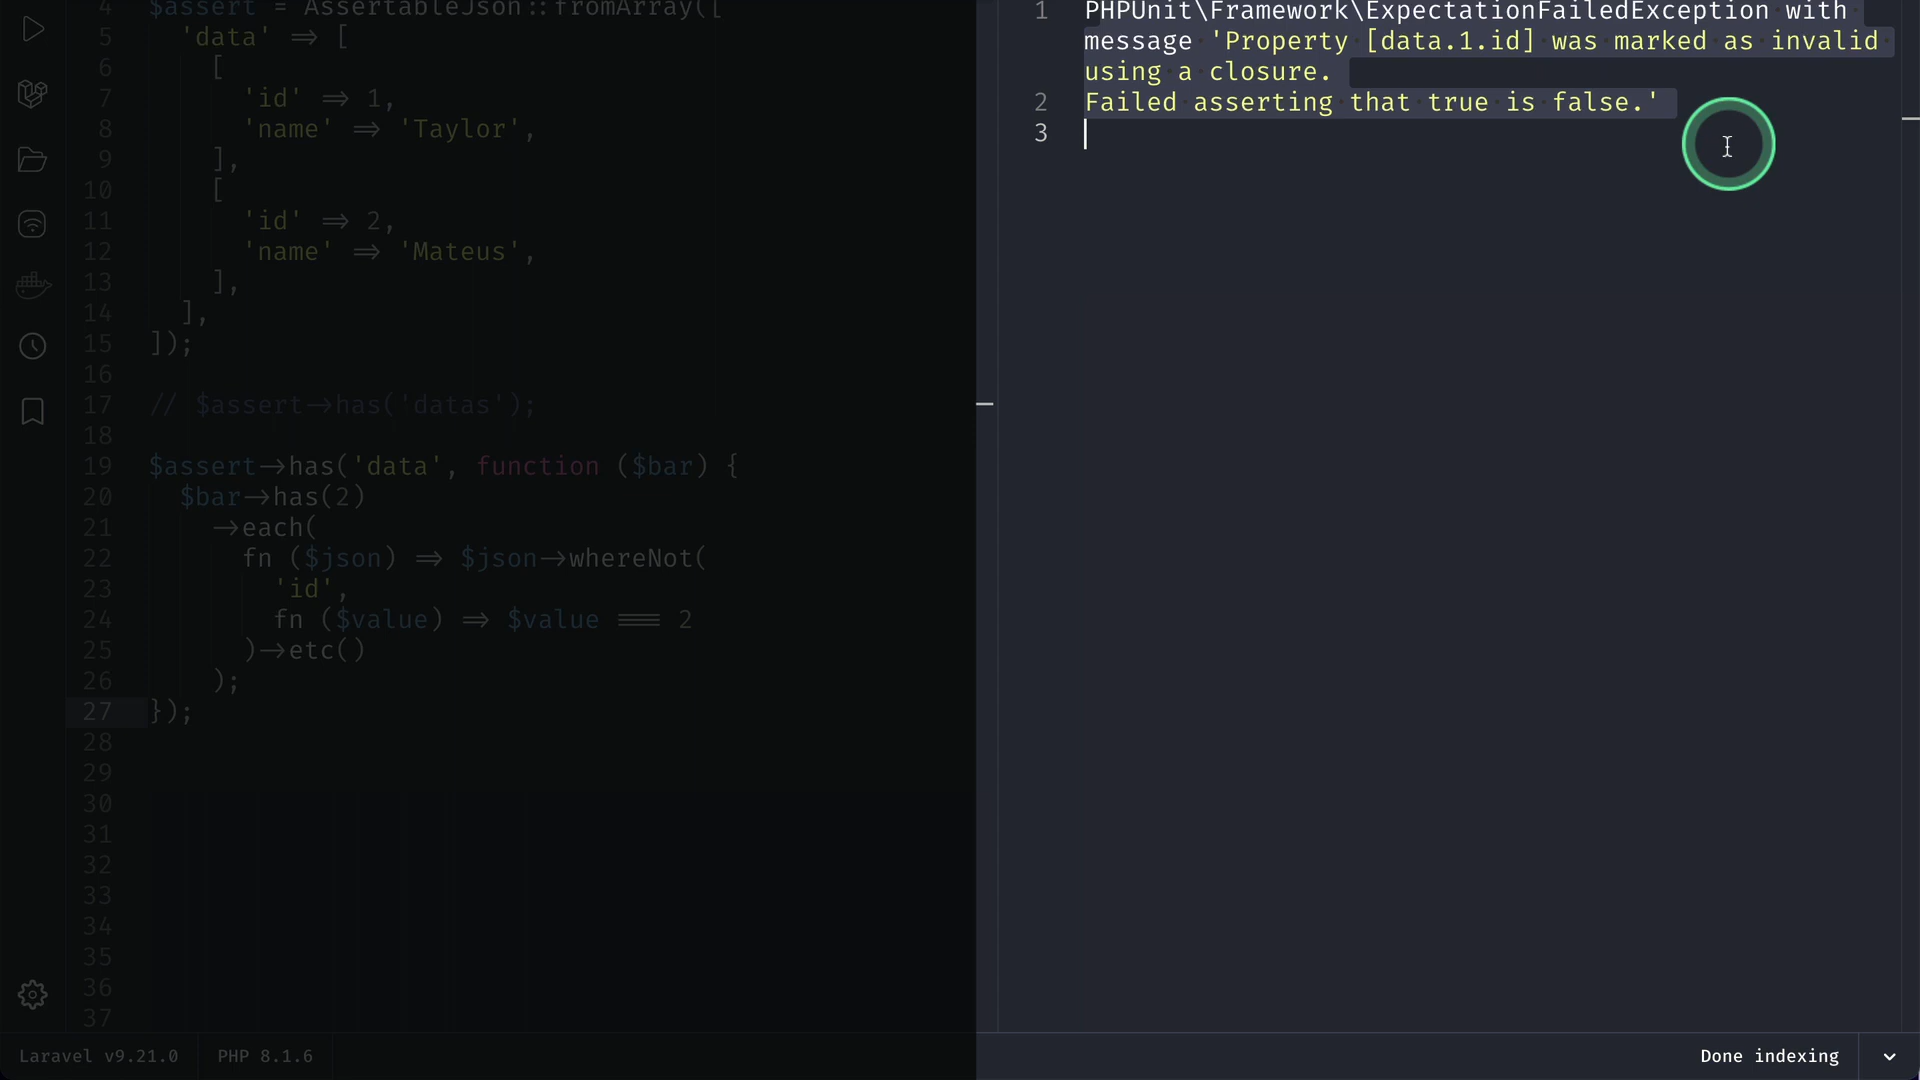 4 $assert = AssertableJson::fromArray([
5 'data' => [
6 [
7 'id' => 1,
8 'name' => 'Taylor',
9 ],
10 [
11 'id' => 2,
12 'name' => 'Mateus',
13 ],
14 ],
15 ]);
16
17 // $assert->has('datas');
18
19 $assert->has('data', function ($bar) {
20 $bar->has(2)
21 ->each(
22 fn ($json) => $json->whereNot(
23 'id',
24 fn ($value) => $value === 2
25 )->etc()
26 );
27 });
28
29
30
31
32
33
34
35
36
37
1 PHPUnit\Framework\ExpectationFailedException with
message 'Property [data.1.id] was marked as invalid
using a closure.
2 Failed asserting that true is false.'
3
Laravel v9.21.0 PHP 8.1.6
Done indexing